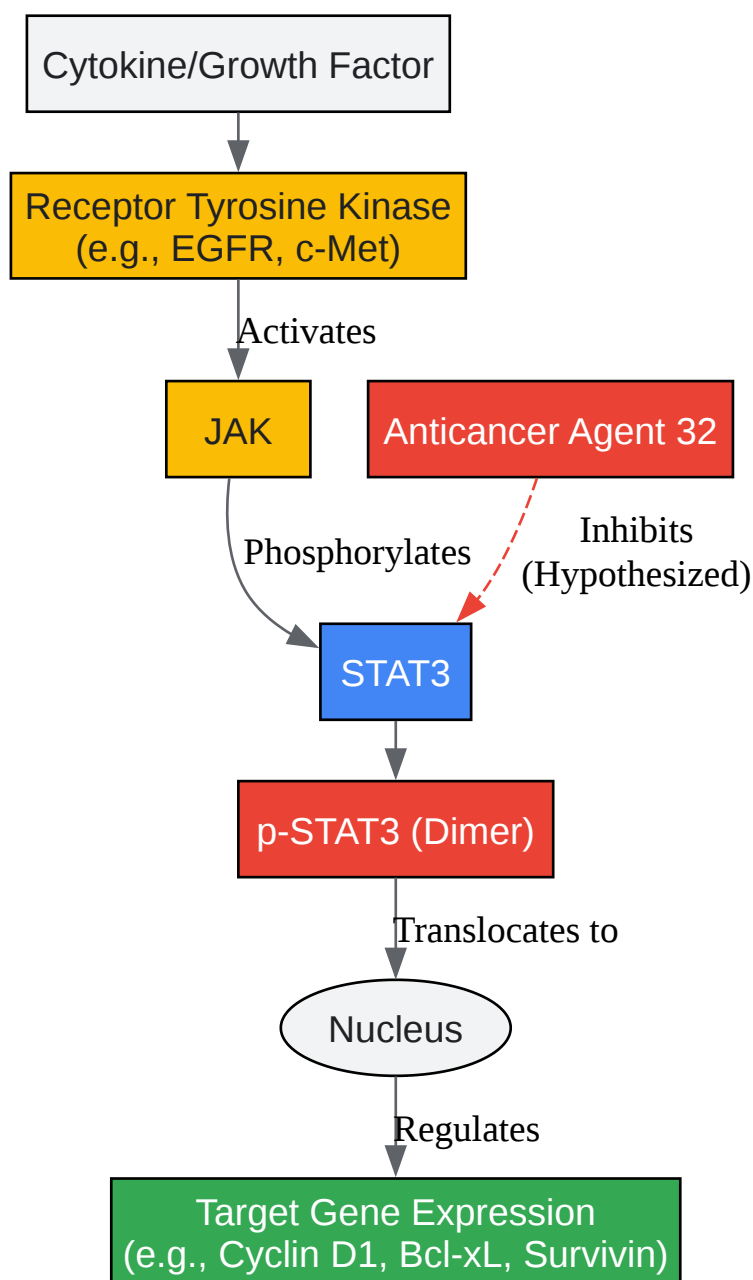 Cytokine/Growth Factor
Receptor Tyrosine Kinase
(e.g., EGFR, c-Met)
Activates
JAK
Anticancer Agent 32
Phosphorylates
Inhibits
(Hypothesized)
STAT3
p-STAT3 (Dimer)
Translocates to
Nucleus
Regulates
Target Gene Expression
(e.g., Cyclin D1, Bcl-xL, Survivin)